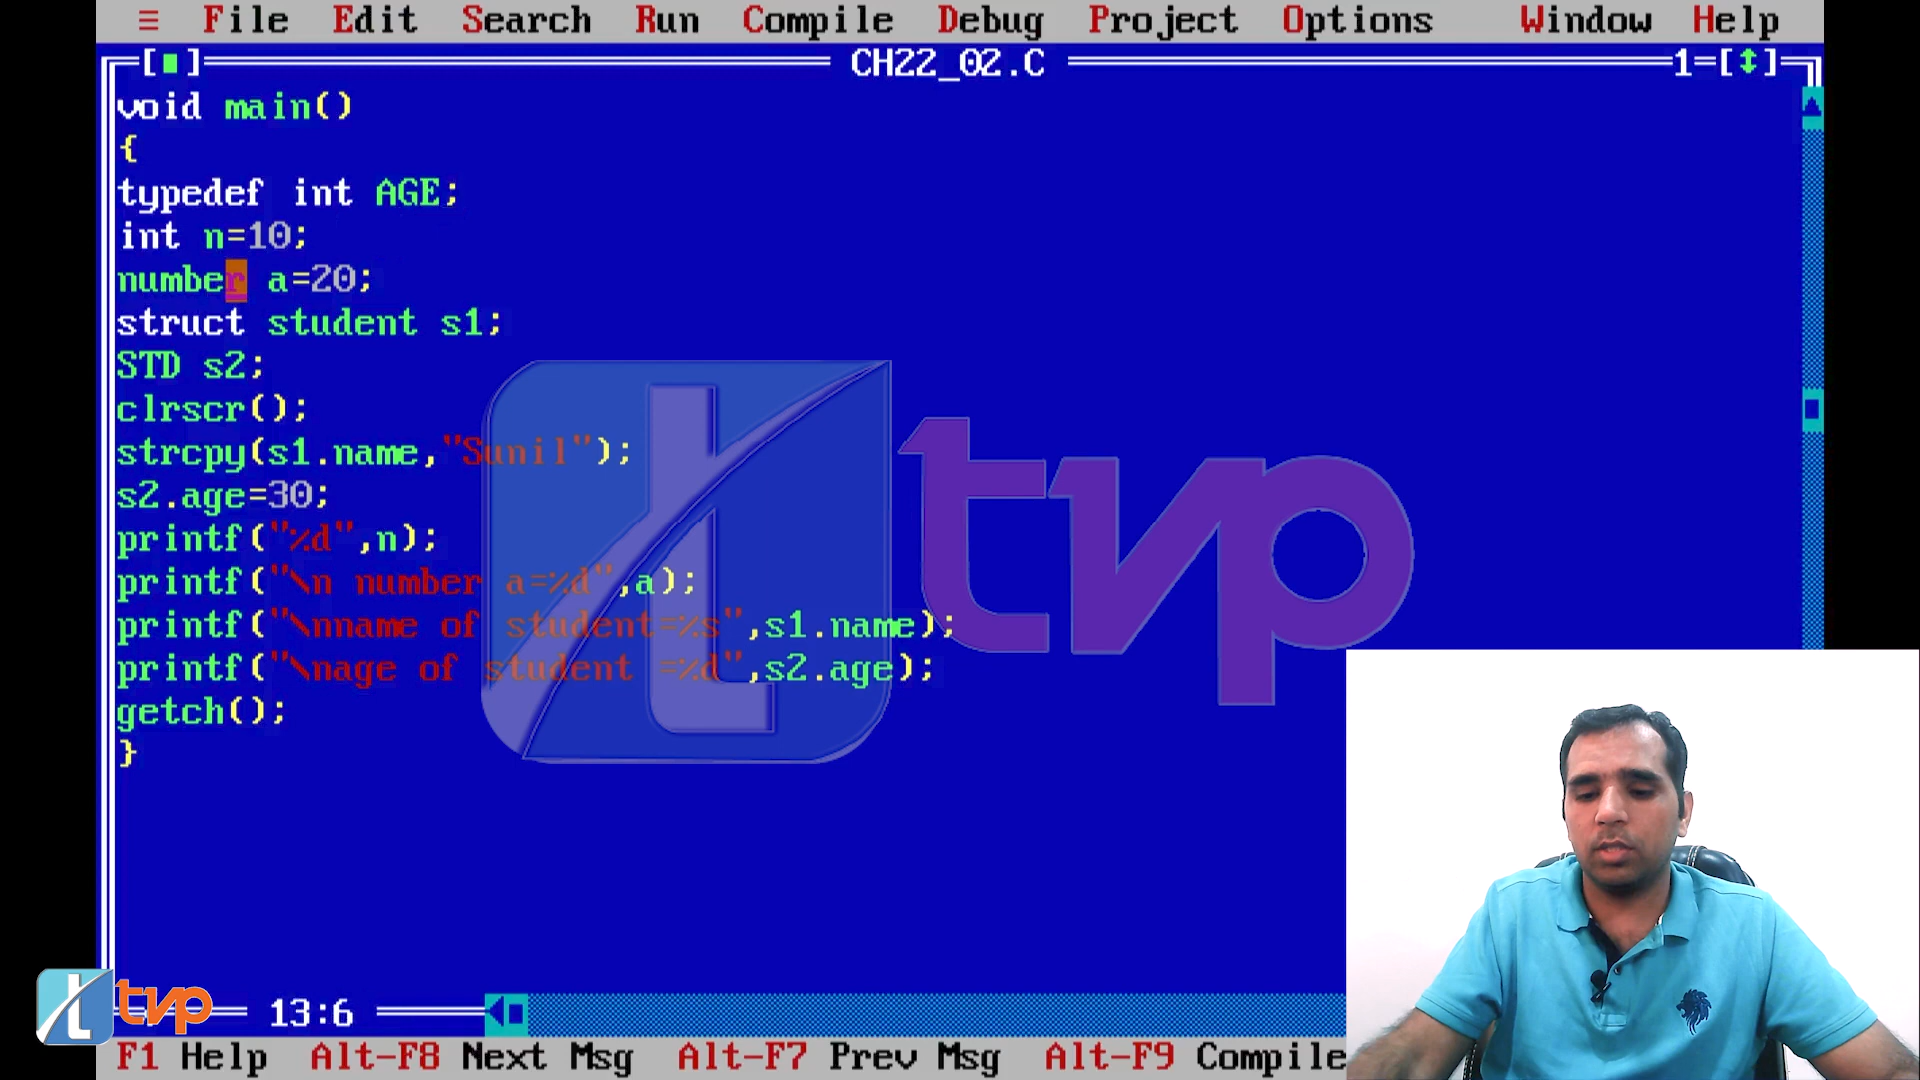 ≡ File Edit Search Run Compile Debug Project Options Window Help
[■] CH22_02.C 1=[↕]
void main()
{
typedef int AGE;
int n=10;
number a=20;
struct student s1;
STD s2;
clrscr();
strcpy(s1.name,"Sunil");
s2.age=30;
printf("%d",n);
printf("\n number a=%d",a);
printf("\nname of student=%s",s1.name);
printf("\nage of student =%d",s2.age);
getch();
}
tvp
tvp
13:6
F1 Help Alt-F8 Next Msg Alt-F7 Prev Msg Alt-F9 Compile